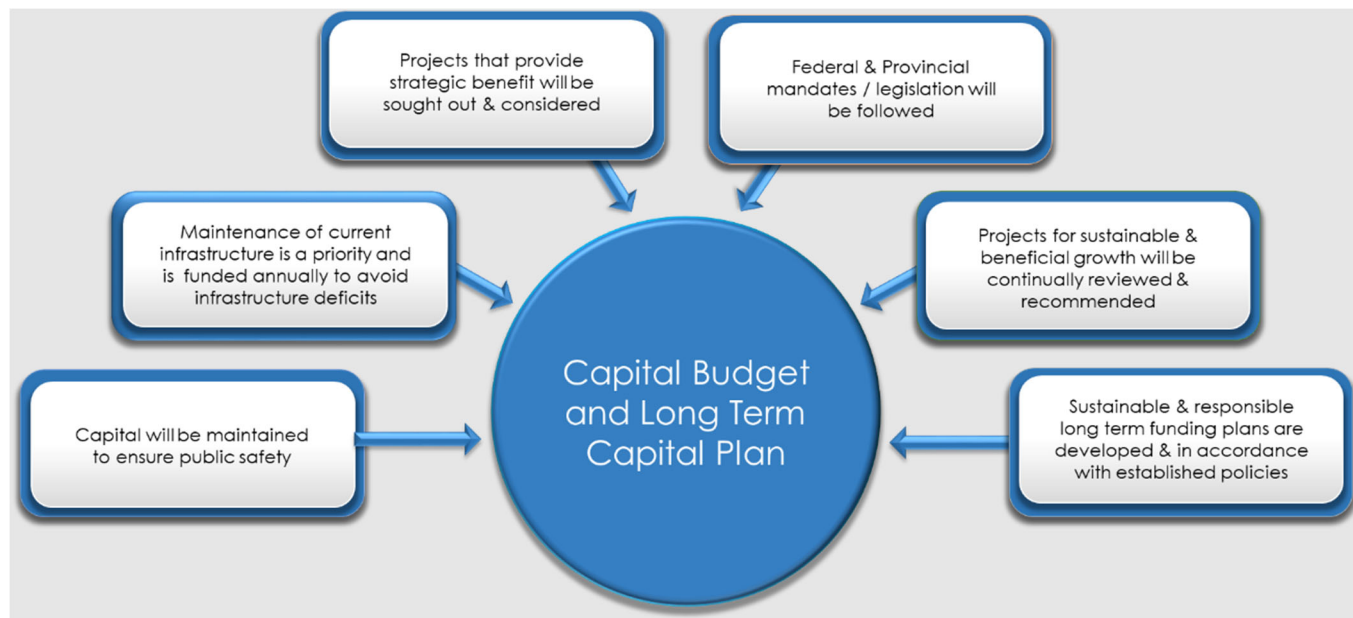 Projects that provide
strategic benefit will be
sought out & considered
Federal & Provincial
mandates / legislation will
be followed
Maintenance of current
infrastructure is a priority and
is funded annually to avoid
infrastructure deficits
Projects for sustainable &
beneficial growth will be
continually reviewed &
recommended
Capital will be maintained
to ensure public safety
Capital Budget
and Long Term
Capital Plan
Sustainable & responsible
long term funding plans are
developed & in accordance
with established policies